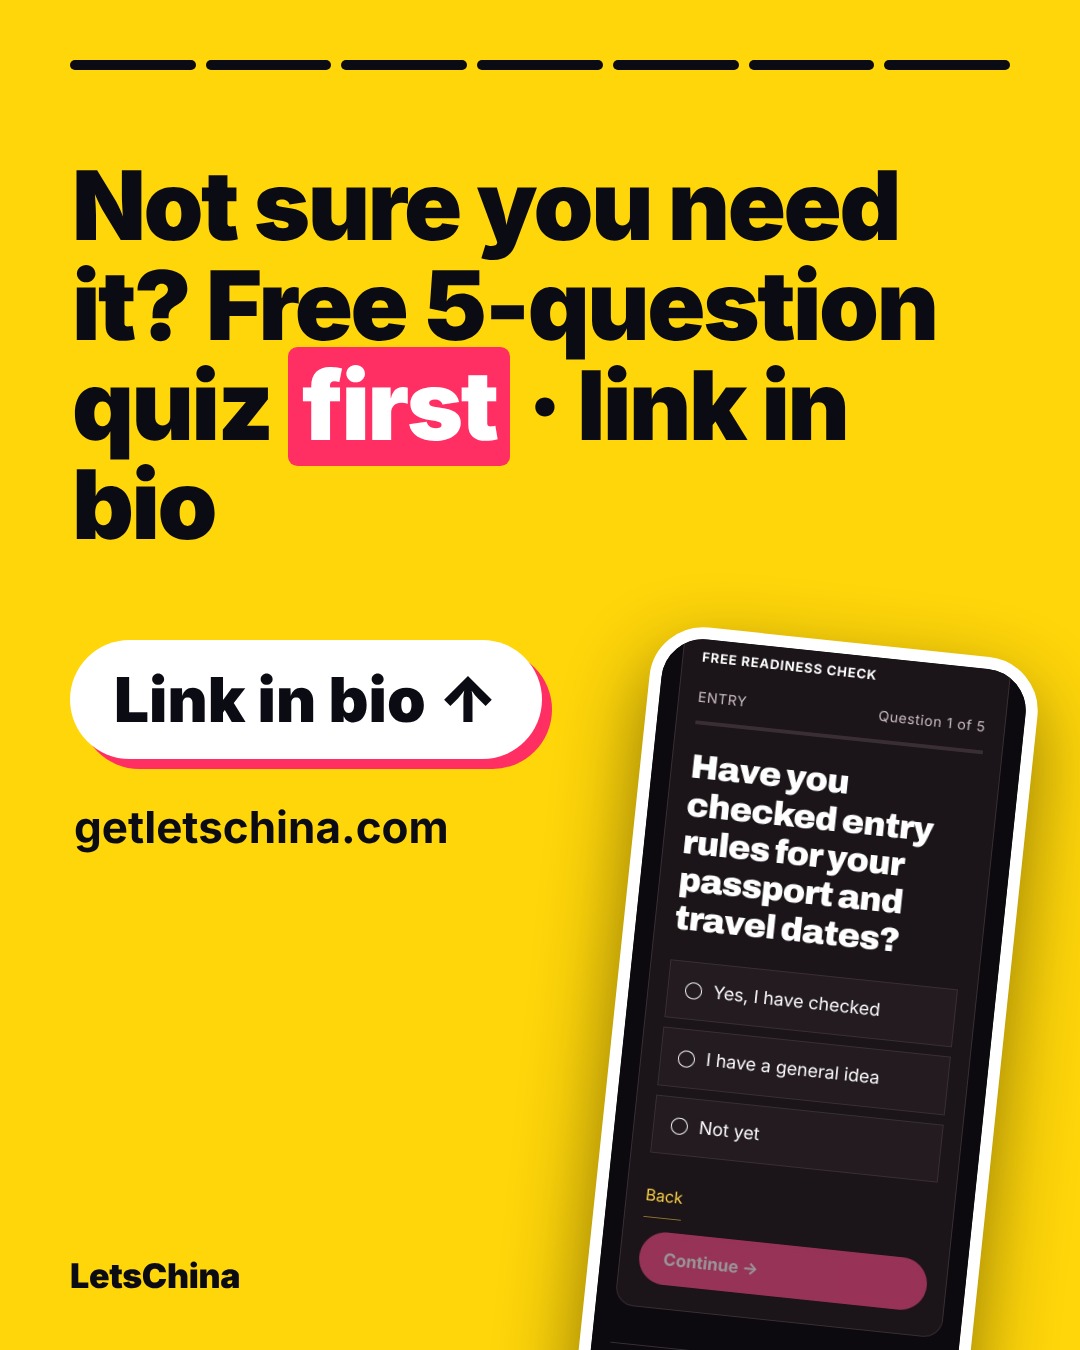 Not sure you need
it? Free 5-question
quiz first · link in
bio
Link in bio ↑
getletschina.com
FREE READINESS CHECK
ENTRY
Question 1 of 5
Have you
checked entry
rules for your
passport and
travel dates?
Yes, I have checked
I have a general idea
Not yet
Back
Continue →
LetsChina